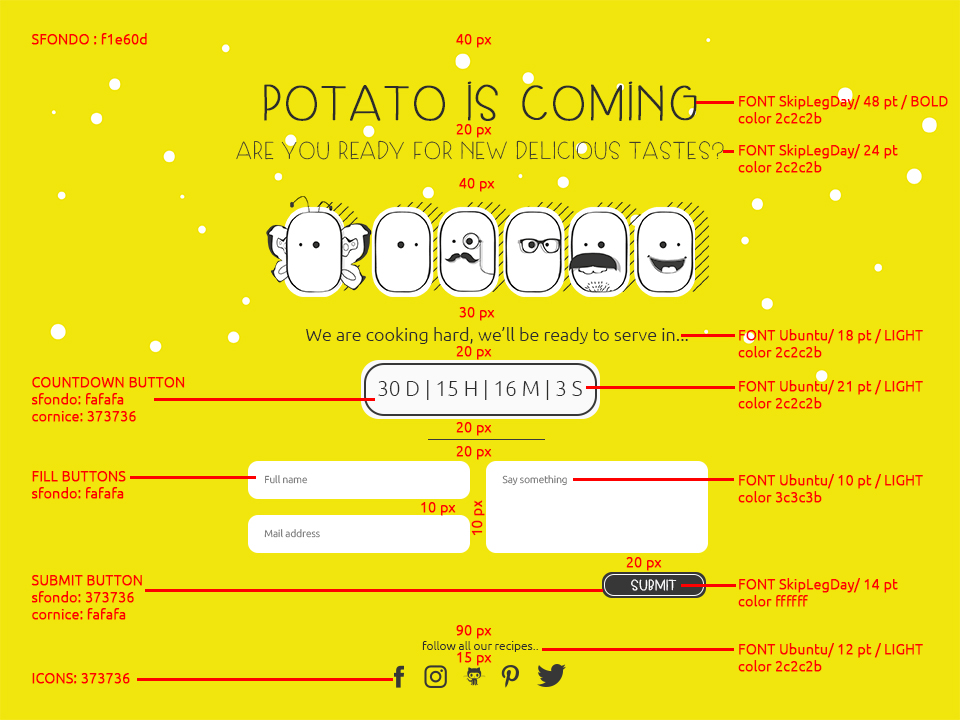 SFONDO : f1e60d
40 px
POTATO IS COMING
FONT SkipLegDay/ 48 pt / BOLD
color 2c2c2b
20 px
ARE YOU READY FOR NEW DELICIOUS TASTES?
FONT SkipLegDay/ 24 pt
color 2c2c2b
40 px
30 px
We are cooking hard, we'll be ready to serve in...
FONT Ubuntu/ 18 pt / LIGHT
color 2c2c2b
20 px
COUNTDOWN BUTTON
sfondo: fafafa
cornice: 373736
30 D | 15 H | 16 M | 3 S
FONT Ubuntu/ 21 pt / LIGHT
color 2c2c2b
20 px
20 px
FILL BUTTONS
sfondo: fafafa
Full name
Say something
FONT Ubuntu/ 10 pt / LIGHT
color 3c3c3b
10 px
10 px
Mail address
20 px
SUBMIT BUTTON
sfondo: 373736
cornice: fafafa
SUBMIT
FONT SkipLegDay/ 14 pt
color ffffff
90 px
follow all our recipes..
FONT Ubuntu/ 12 pt / LIGHT
color 2c2c2b
15 px
ICONS: 373736